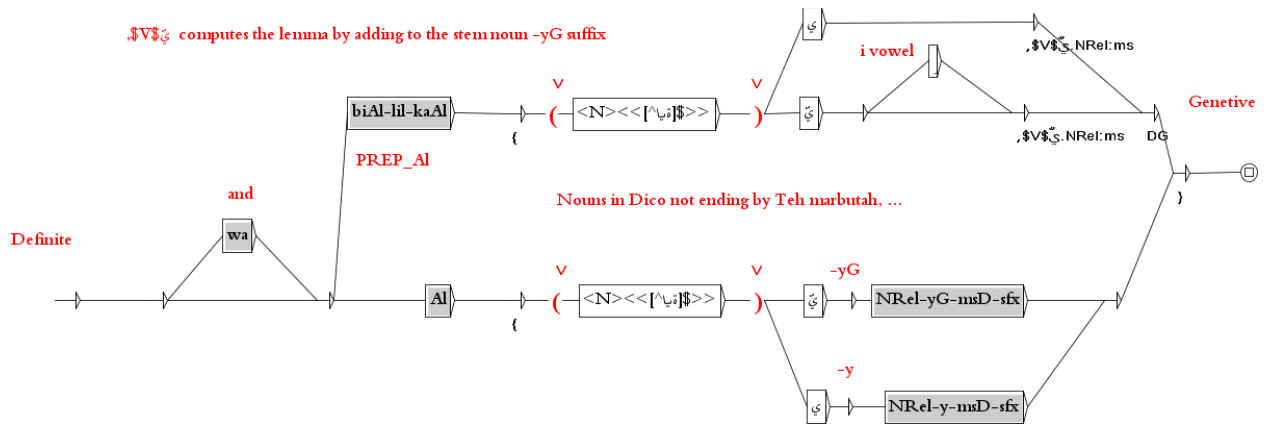 ,$V$يّ computes the lemma by adding to the stem noun -yG suffix
ي
,$V$يّ.NRel:ms
i vowel
V V
biAl-lil-kaAl
{
(
<N><<[^ايةه]$>>
)
يّ
,$V$يّ.NRel:ms
DG
Genetive
PREP_Al
and
wa
Nouns in Dico not ending by Teh marbutah, ...
}
Definite
V V
-yG
Al
{
(
<N><<[^ايةه]$>>
)
يّ
NRel-yG-msD-sfx
-y
ي
NRel-y-msD-sfx